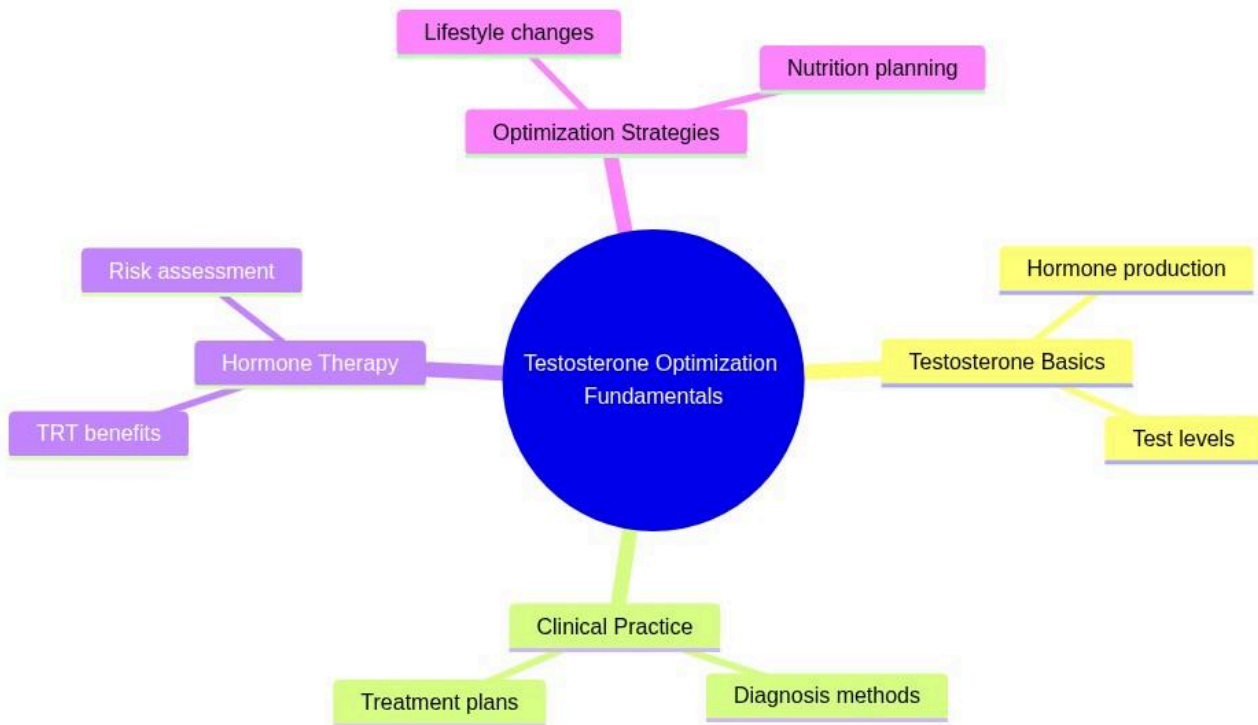 Lifestyle changes
Nutrition planning
Optimization Strategies
Risk assessment
Hormone production
Hormone Therapy
Testosterone Optimization
Fundamentals
Testosterone Basics
TRT benefits
Test levels
Clinical Practice
Treatment plans
Diagnosis methods